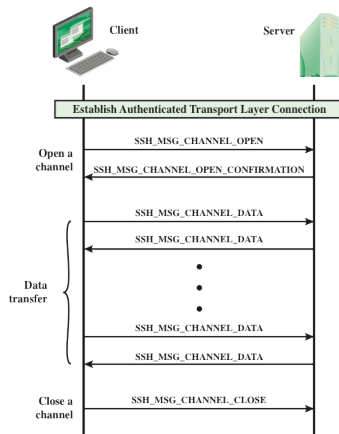 Client
Server
Establish Authenticated Transport Layer Connection
Open a
channel
SSH_MSG_CHANNEL_OPEN
SSH_MSG_CHANNEL_OPEN_CONFIRMATION
Data
transfer
SSH_MSG_CHANNEL_DATA
SSH_MSG_CHANNEL_DATA
SSH_MSG_CHANNEL_DATA
SSH_MSG_CHANNEL_DATA
Close a
channel
SSH_MSG_CHANNEL_CLOSE